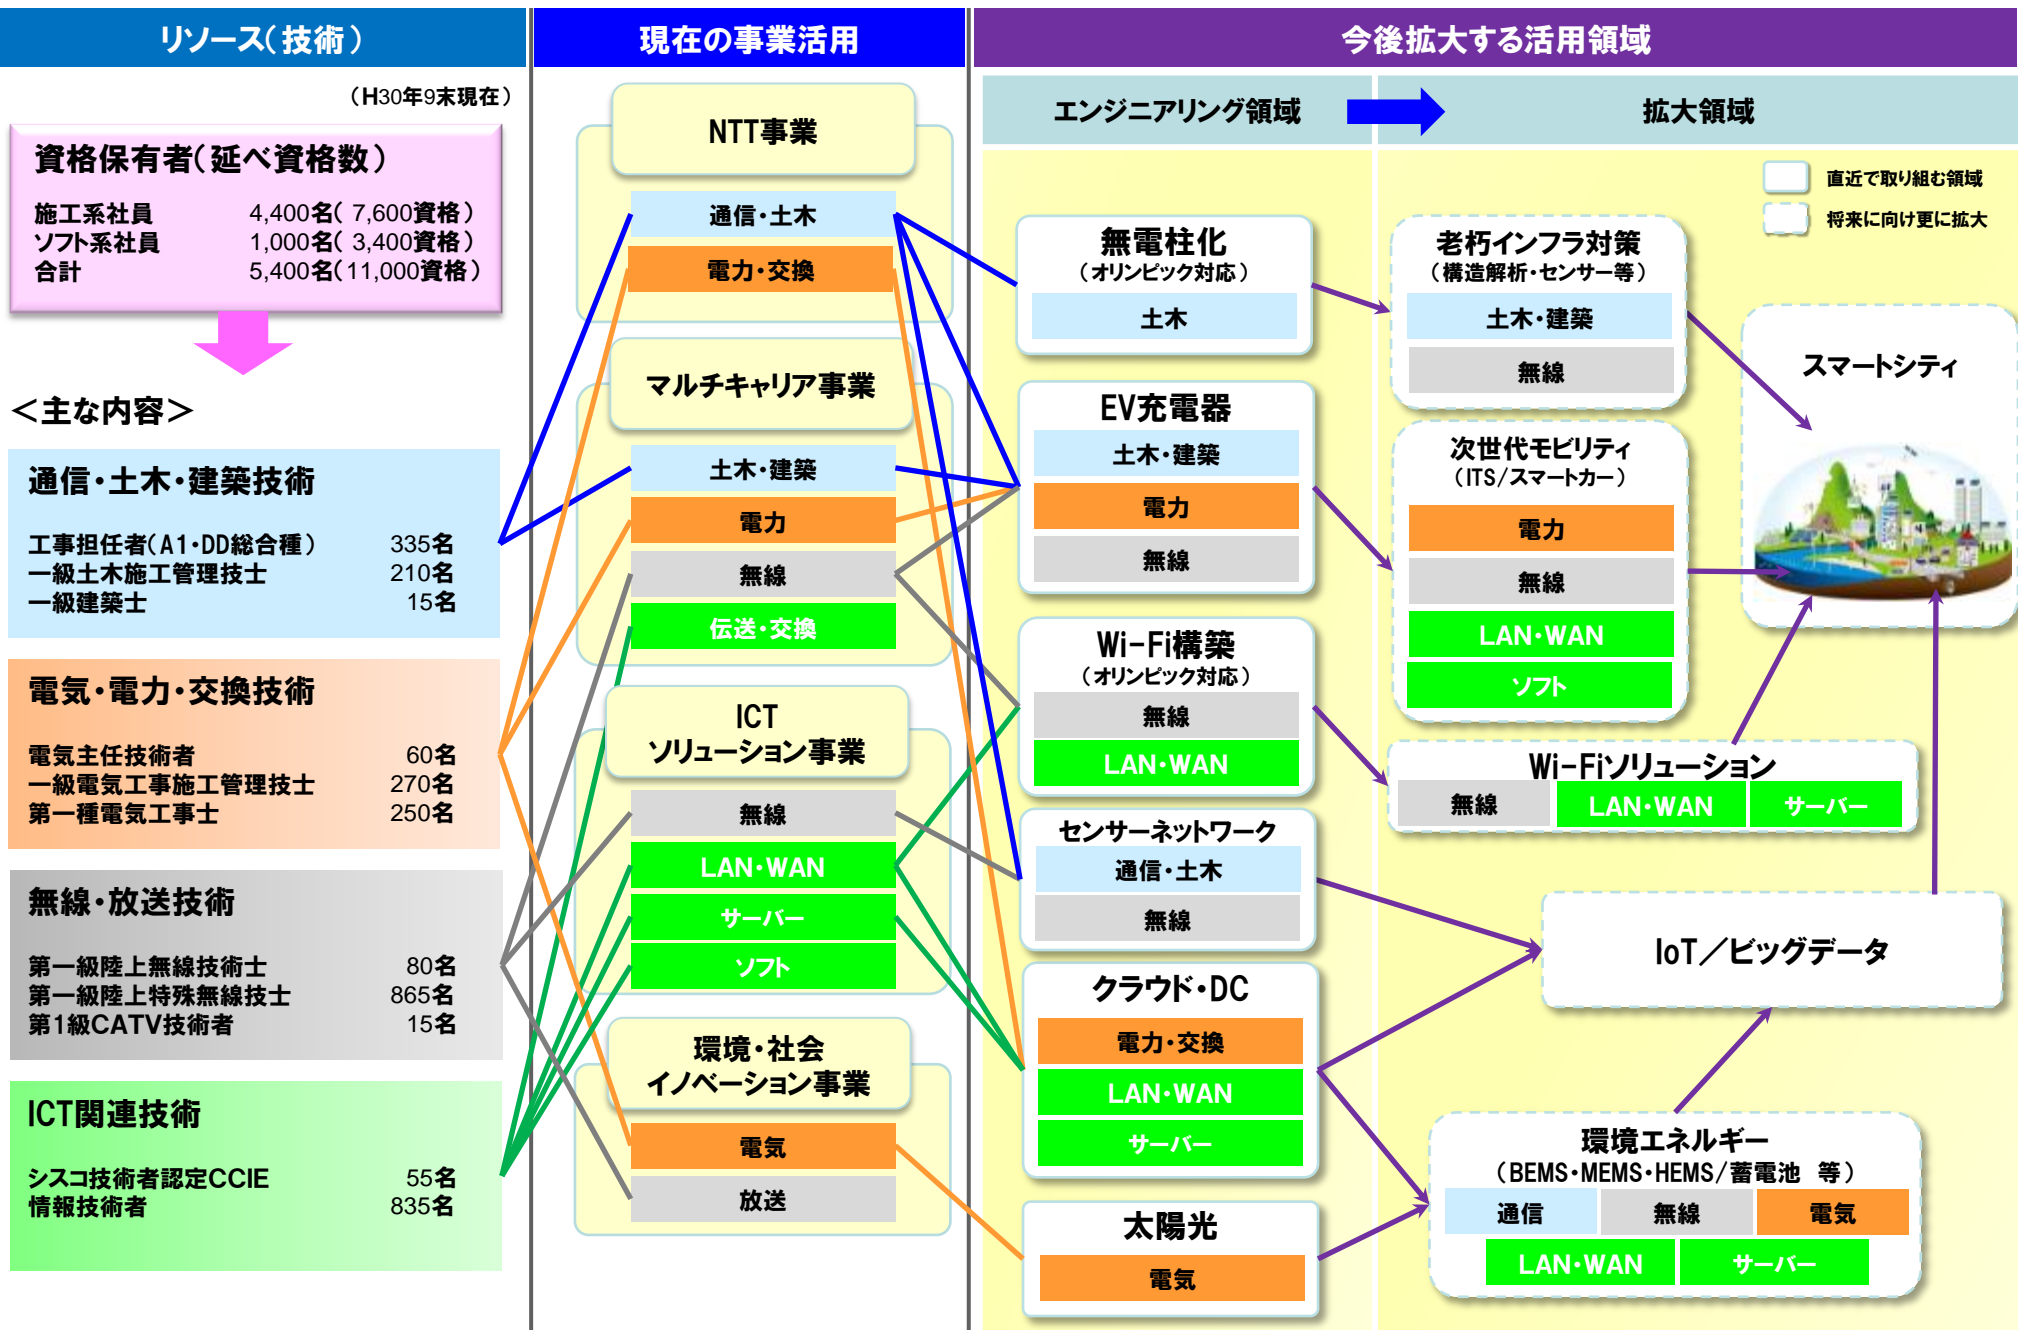 リソース(技術)
現在の事業活用
今後拡大する活用領域
(H30年9末現在)
資格保有者(延べ資格数)
施工系社員 4,400名( 7,600資格)
ソフト系社員 1,000名( 3,400資格)
合計 5,400名(11,000資格)
<主な内容>
通信・土木・建築技術
工事担任者(A1・DD総合種) 335名
一級土木施工管理技士 210名
一級建築士 15名
電気・電力・交換技術
電気主任技術者 60名
一級電気工事施工管理技士 270名
第一種電気工事士 250名
無線・放送技術
第一級陸上無線技術士 80名
第一級陸上特殊無線技士 865名
第1級CATV技術者 15名
ICT関連技術
シスコ技術者認定CCIE 55名
情報技術者 835名
NTT事業
通信・土木
電力・交換
マルチキャリア事業
土木・建築
電力
無線
伝送・交換
ICT
ソリューション事業
無線
LAN・WAN
サーバー
ソフト
環境・社会
イノベーション事業
電気
放送
エンジニアリング領域
拡大領域
直近で取り組む領域
将来に向け更に拡大
無電柱化
(オリンピック対応)
土木
EV充電器
土木・建築
電力
無線
Wi-Fi構築
(オリンピック対応)
無線
LAN・WAN
センサーネットワーク
通信・土木
無線
クラウド・DC
電力・交換
LAN・WAN
サーバー
太陽光
電気
老朽インフラ対策
(構造解析・センサー等)
土木・建築
無線
次世代モビリティ
(ITS/スマートカー)
電力
無線
LAN・WAN
ソフト
Wi-Fiソリューション
無線 LAN・WAN サーバー
IoT/ビッグデータ
環境エネルギー
(BEMS・MEMS・HEMS/蓄電池 等)
通信 無線 電気
LAN・WAN サーバー
スマートシティ